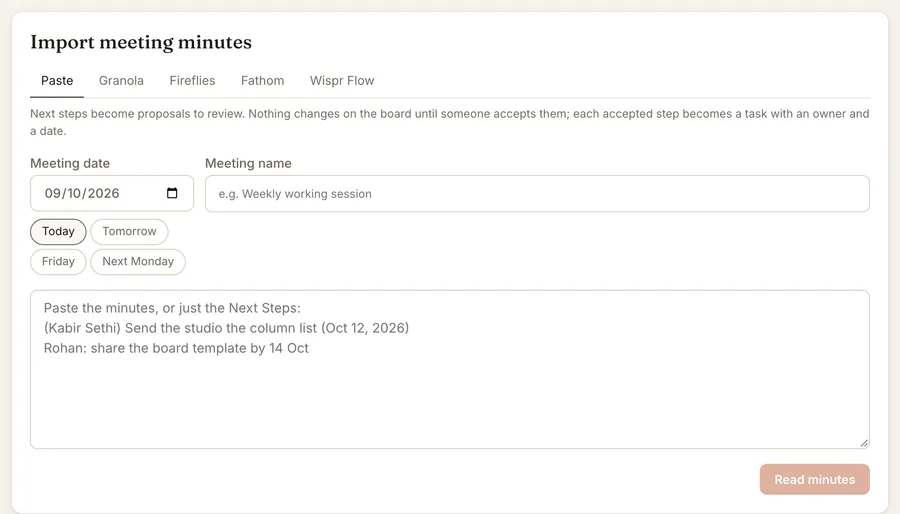 Import meeting minutes
Paste Granola Fireflies Fathom Wispr Flow
Next steps become proposals to review. Nothing changes on the board until someone accepts them; each accepted step becomes a task with an owner and
a date.
Meeting date Meeting name
09/10/2026 e.g. Weekly working session
Today Tomorrow
Friday Next Monday
Paste the minutes, or just the Next Steps:
(Kabir Sethi) Send the studio the column list (Oct 12, 2026)
Rohan: share the board template by 14 Oct
Read minutes